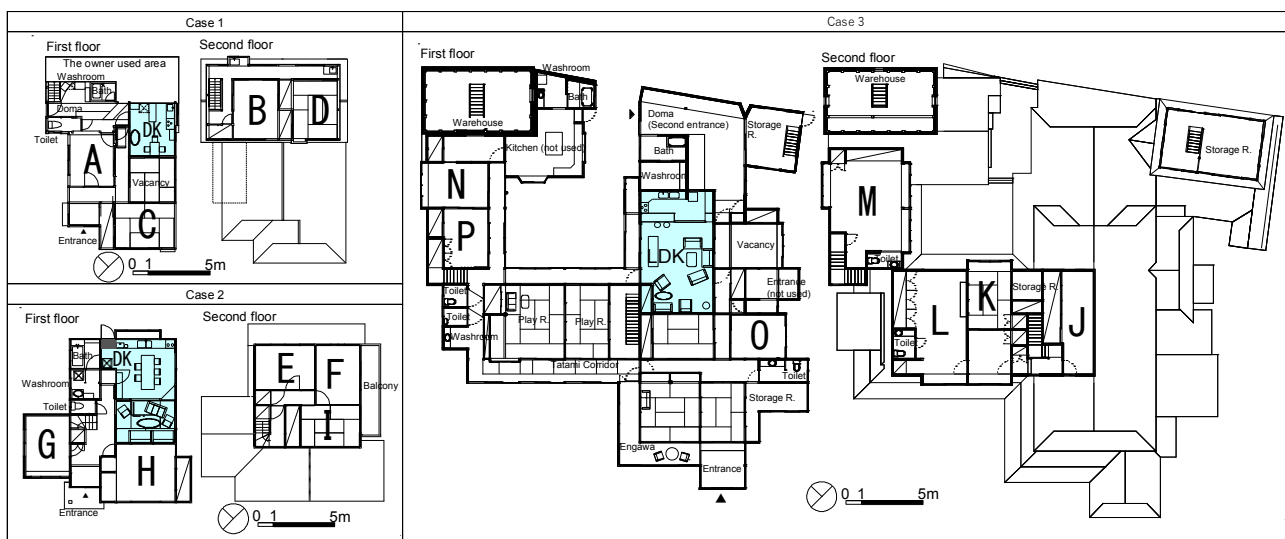 Case 1
First floor
The owner used area
Washroom
Bath
Doma
Toilet
DK
A
Vacancy
C
Entrance
Second floor
B
D
0 1 5m
Case 2
First floor
Bath
DK
Washroom
Toilet
G
H
Entrance
Second floor
E
F
Balcony
I
0 1 5m
Case 3
First floor
Washroom
Bath
Warehouse
Kitchen (not used)
Doma
(Second entrance)
Storage
R.
Bath
Washroom
N
P
LDK
Vacancy
Entrance
(not used)
Toilet
Toilet
Washroom
Play R.
Play R.
O
Tatami Corridor
Toilet
Storage R.
Engawa
Entrance
Second floor
Warehouse
Storage R.
M
Toilet
L
K
Storage R.
J
Toilet
0 1 5m